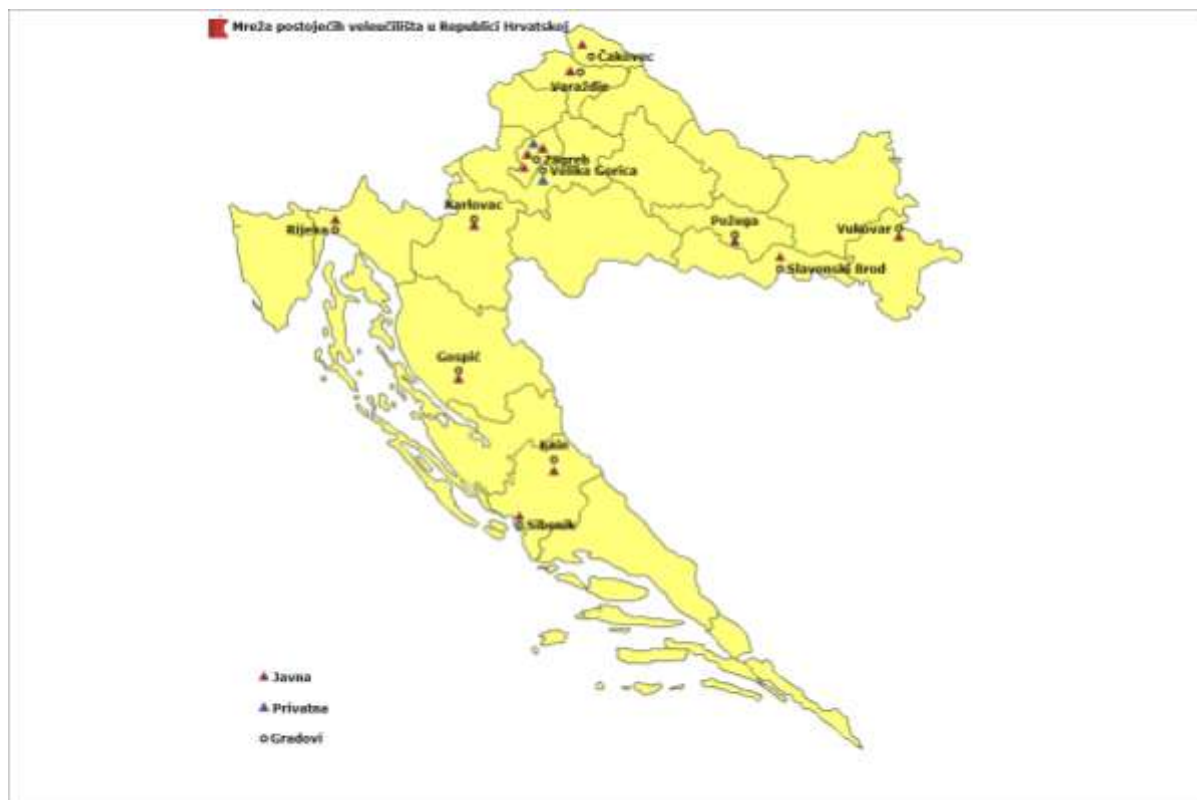 Mreža postojećih veleučilišta u Republici Hrvatskoj
Čakovec
Varaždin
Zagreb
Velika Gorica
Karlovac
Rijeka
Požega
Vukovar
Slavonski Brod
Gospić
Knin
Šibenik
Javna
Privatna
Gradovi